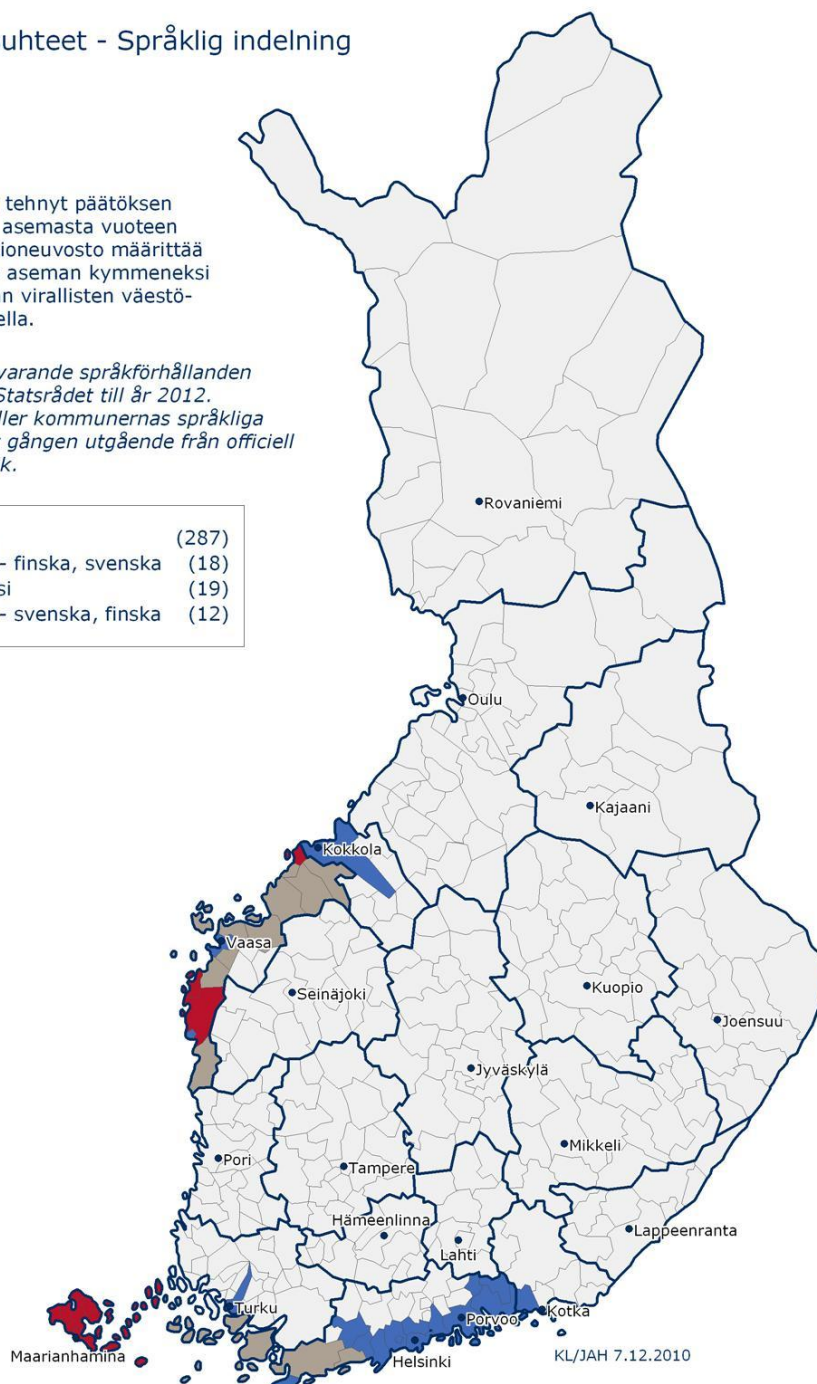 uhteet - Språklig indelning
tehnyt päätöksen
asemasta vuoteen
ioneuvosto määrittää
aseman kymmeneksi
n virallisten väestö-
ella.
varande språkförhållanden
Statsrådet till år 2012.
ller kommunernas språkliga
gången utgående från officiell
k.
(287)
- finska, svenska (18)
si (19)
- svenska, finska (12)
Rovaniemi
Oulu
Kajaani
Kokkola
Vaasa
Seinäjoki
Kuopio
Joensuu
Jyväskylä
Mikkeli
Pori
Tampere
Hämeenlinna
Lappeenranta
Lahti
Turku
Porvoo
Kotka
Helsinki
Maarianhamina
KL/JAH 7.12.2010